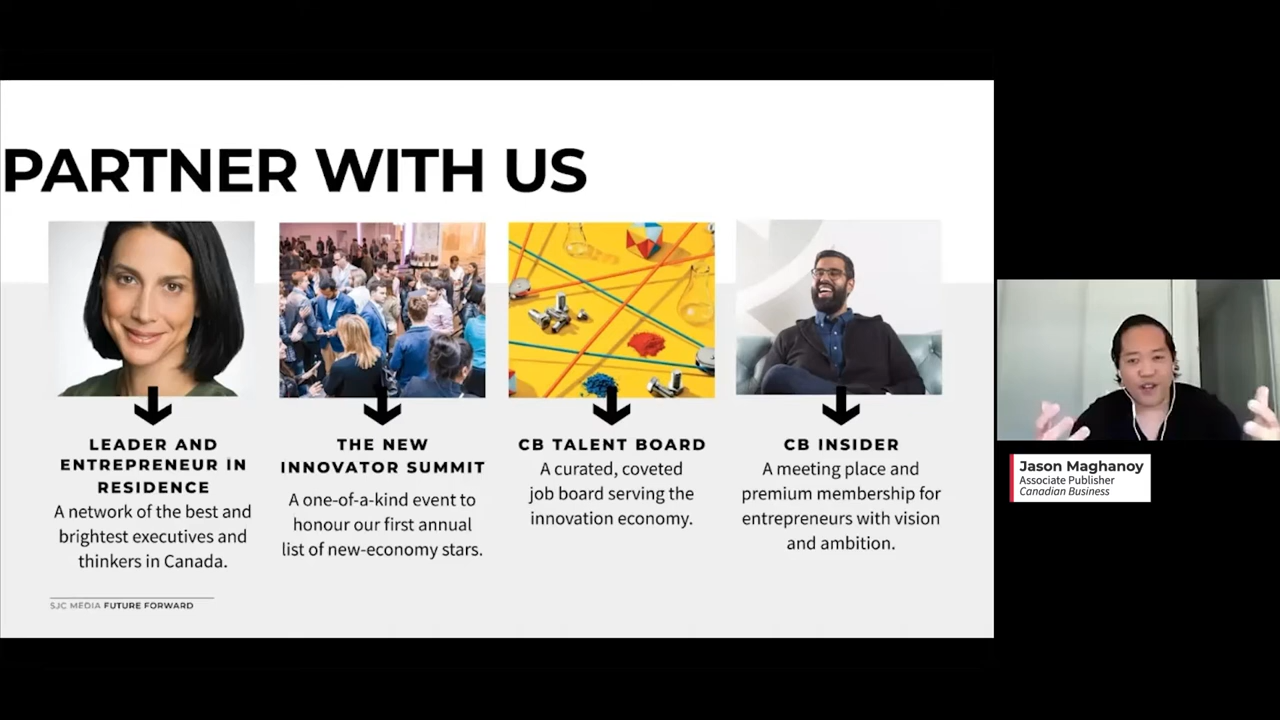 PARTNER WITH US
LEADER AND
ENTREPRENEUR IN
RESIDENCE
A network of the best and
brightest executives and
thinkers in Canada.
THE NEW
INNOVATOR SUMMIT
A one-of-a-kind event to
honour our first annual
list of new-economy stars.
CB TALENT BOARD
A curated, coveted
job board serving the
innovation economy.
CB INSIDER
A meeting place and
premium membership for
entrepreneurs with vision
and ambition.
SJC MEDIA FUTURE FORWARD
Jason Maghanoy
Associate Publisher
Canadian Business